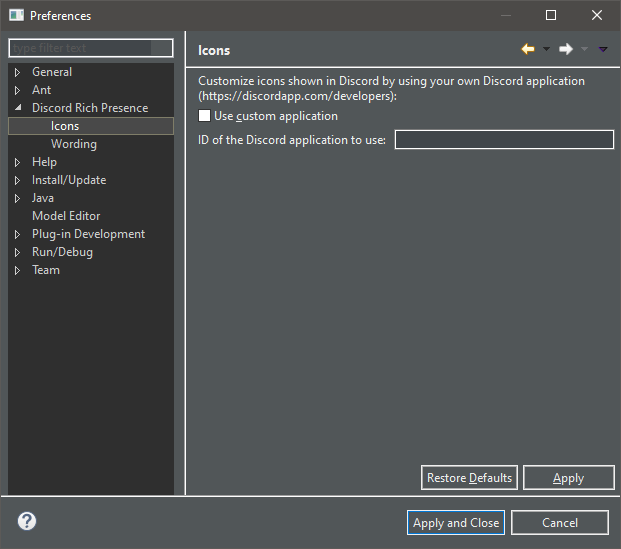 Preferences
type filter text
General
Ant
Discord Rich Presence
Icons
Wording
Help
Install/Update
Java
Model Editor
Plug-in Development
Run/Debug
Team
Icons
Customize icons shown in Discord by using your own Discord application
(https://discordapp.com/developers):
Use custom application
ID of the Discord application to use:
Restore Defaults
Apply
?
Apply and Close
Cancel